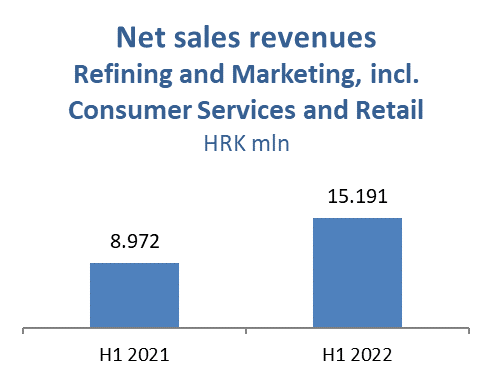 Net sales revenues
Refining and Marketing, incl.
Consumer Services and Retail
HRK mln
15.191
8.972
H1 2021
H1 2022